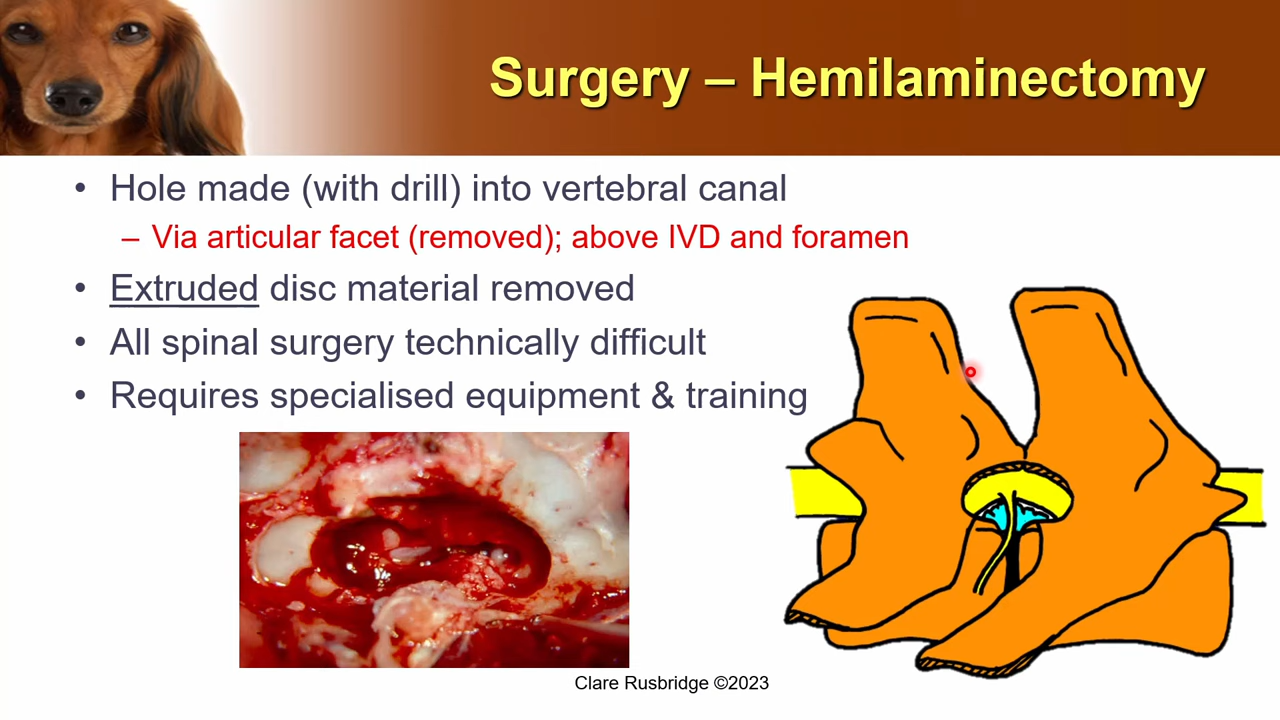 Surgery – Hemilaminectomy
• Hole made (with drill) into vertebral canal
– Via articular facet (removed); above IVD and foramen
• Extruded disc material removed
• All spinal surgery technically difficult
• Requires specialised equipment & training
Clare Rusbridge ©2023